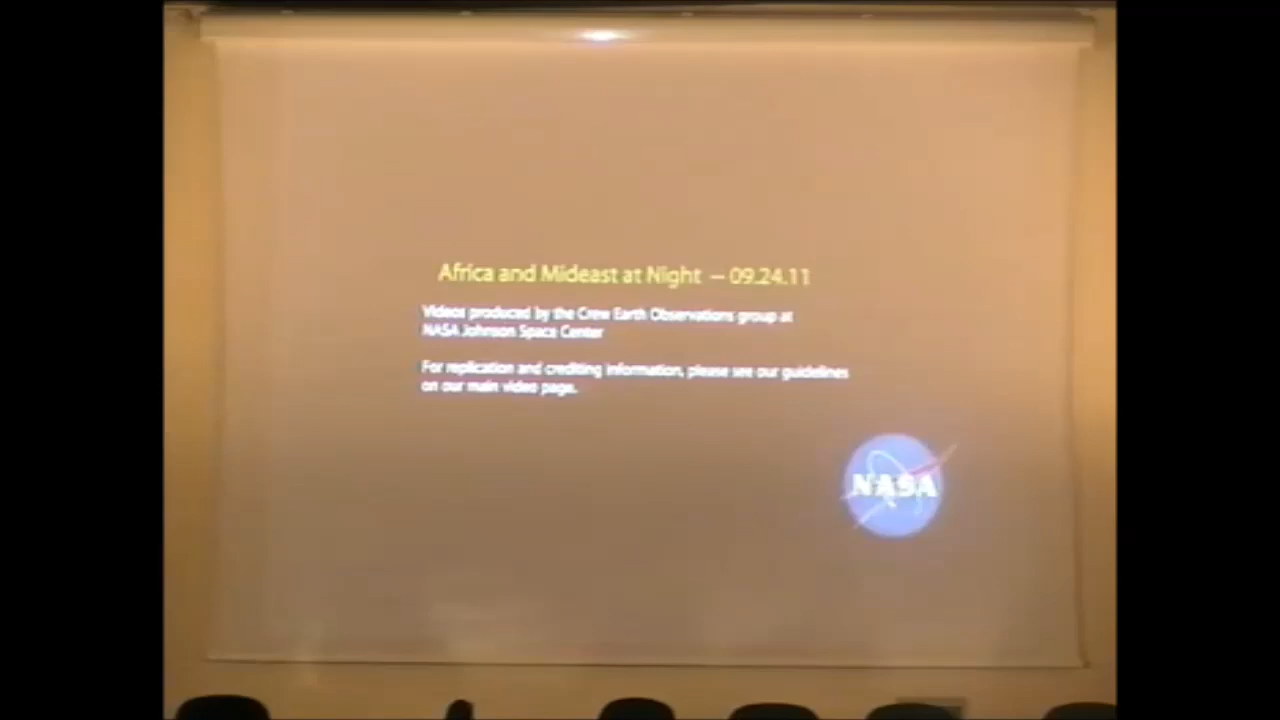 Africa and Mideast at Night – 09.24.11
Videos produced by the Crew Earth Observations group at
NASA Johnson Space Center
For replication and crediting information, please see our guidelines
on our main video page.
NASA